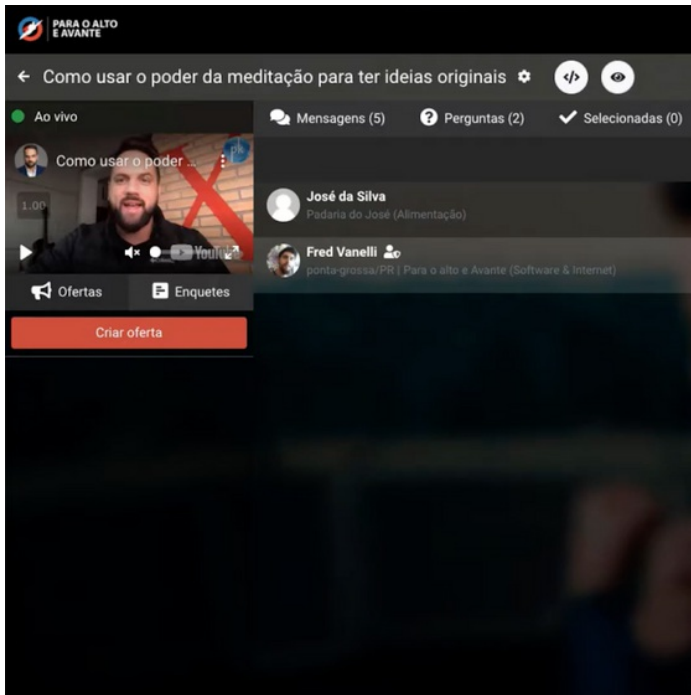 PARA O ALTO
E AVANTE
Como usar o poder da meditação para ter ideias originais
Ao vivo
Mensagens (5)
Perguntas (2)
Selecionadas (0)
Como usar o poder ...
1.00
YouTube
Ofertas
Enquetes
Criar oferta
José da Silva
Padaria do José (Alimentação)
Fred Vanelli
ponta-grossa/PR | Para o alto e Avante (Software & Internet)